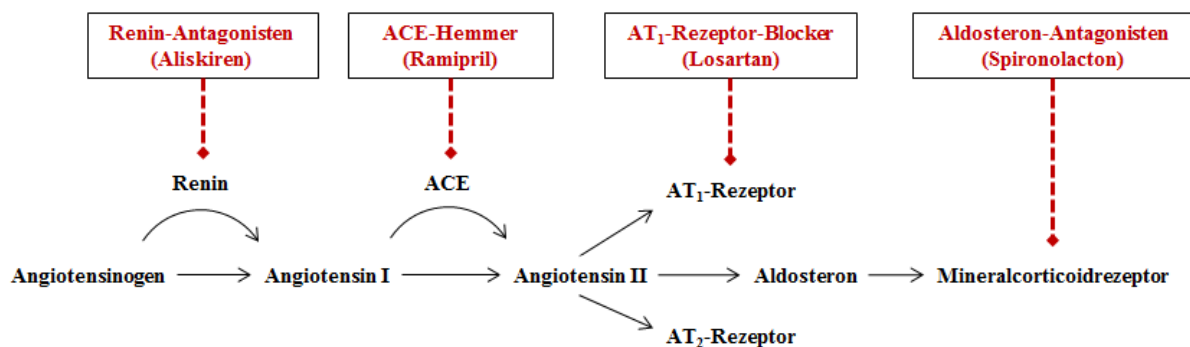 Renin-Antagonisten
(Aliskiren)
ACE-Hemmer
(Ramipril)
AT₁-Rezeptor-Blocker
(Losartan)
Aldosteron-Antagonisten
(Spironolacton)
Renin
ACE
AT₁-Rezeptor
Angiotensinogen
Angiotensin I
Angiotensin II
Aldosteron
Mineralcorticoidrezeptor
AT₂-Rezeptor